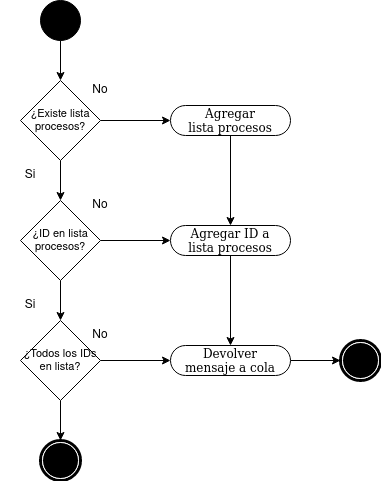 No
¿Existe lista
procesos?
Agregar
lista procesos
Si
No
¿ID en lista
procesos?
Agregar ID a
lista procesos
Si
No
¿Todos los IDs
en lista?
Devolver
mensaje a cola